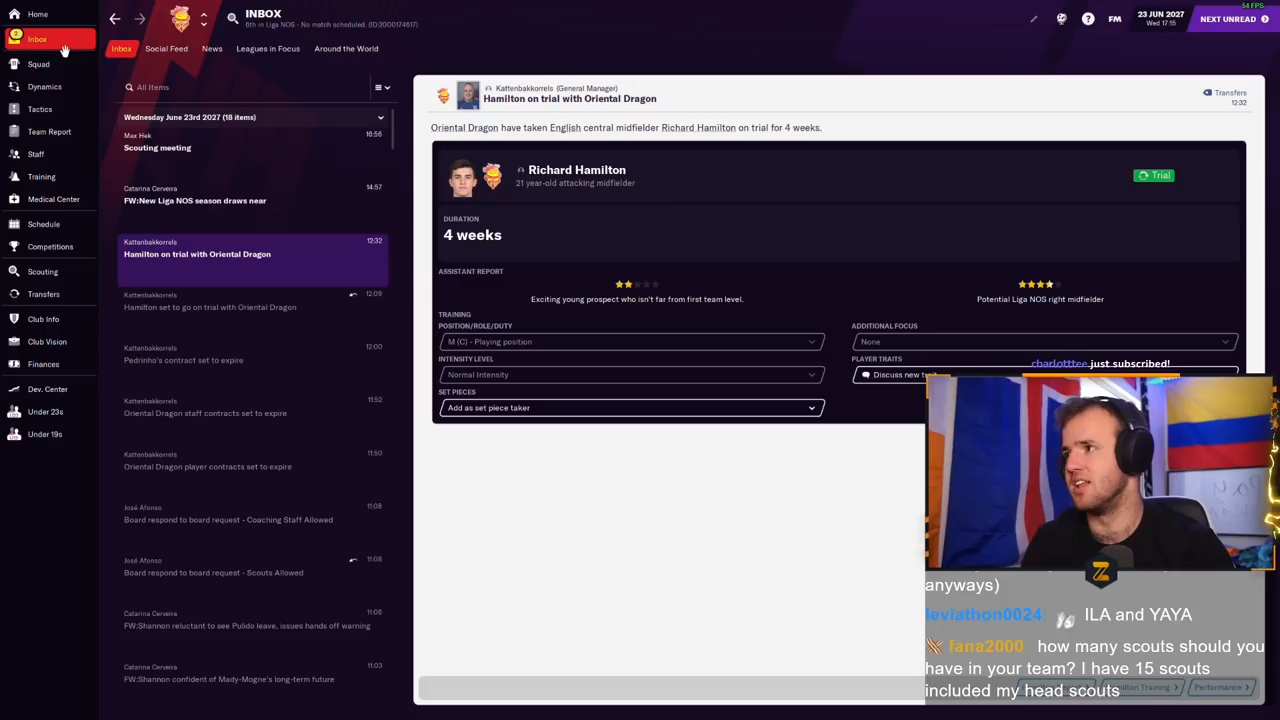 54 FPS
Home
INBOX
6th in Liga NOS - No match scheduled. (ID:2000174617)
FM
23 JUN 2027
Wed 17:15
NEXT UNREAD
2
Inbox
Inbox
Social Feed
News
Leagues in Focus
Around the World
Squad
Dynamics
Tactics
Team Report
Staff
Training
Medical Center
Schedule
Competitions
Scouting
Transfers
Club Info
Club Vision
Finances
Dev. Center
Under 23s
Under 19s
All Items
Wednesday June 23rd 2027 (18 items)
Max Hek
16:56
Scouting meeting
Catarina Cerveira
14:57
FW:New Liga NOS season draws near
Kattenbakkorrels
12:32
Hamilton on trial with Oriental Dragon
Kattenbakkorrels
12:09
Hamilton set to go on trial with Oriental Dragon
Kattenbakkorrels
12:00
Pedrinho's contract set to expire
Kattenbakkorrels
11:52
Oriental Dragon staff contracts set to expire
Kattenbakkorrels
11:50
Oriental Dragon player contracts set to expire
José Afonso
11:08
Board respond to board request - Coaching Staff Allowed
José Afonso
11:08
Board respond to board request - Scouts Allowed
Catarina Cerveira
11:06
FW:Shannon reluctant to see Pulido leave, issues hands off warning
Catarina Cerveira
11:03
FW:Shannon confident of Mady-Mogne's long-term future
Kattenbakkorrels (General Manager)
Hamilton on trial with Oriental Dragon
Transfers
12:32
Oriental Dragon have taken English central midfielder Richard Hamilton on trial for 4 weeks.
Richard Hamilton
21 year-old attacking midfielder
Trial
DURATION
4 weeks
ASSISTANT REPORT
Exciting young prospect who isn't far from first team level.
Potential Liga NOS right midfielder
TRAINING
POSITION/ROLE/DUTY
M (C) - Playing position
ADDITIONAL FOCUS
None
INTENSITY LEVEL
Normal Intensity
PLAYER TRAITS
Discuss new trait
SET PIECES
Add as set piece taker
charlotttee just subscribed!
anyways)
leviathon0024: ILA and YAYA
fana2000: how many scouts should you
have in your team? I have 15 scouts
included my head scouts
Training
Performance